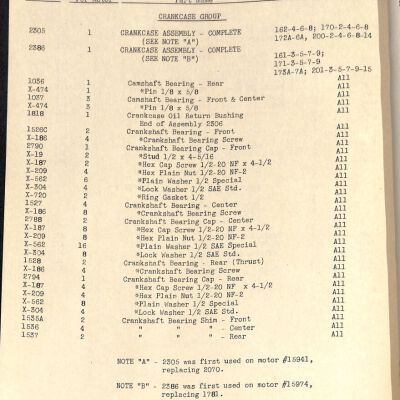 Per Motor Part Name
CRANKCASE GROUP
2305 1 CRANKCASE ASSEMBLY - COMPLETE 162-4-6-8; 170-2-4-6-8
(SEE NOTE "A") 172A-6A, 200-2-4-6-8-14
2386 1 CRANKCASE ASSEMBLY - COMPLETE
(SEE NOTE "B") 161-3-5-7-9;
171-3-5-7-9
173A-7A; 201-3-5-7-9-15
1036 1 Camshaft Bearing - Rear All
X-474 1 *Pin 1/8 x 5/8 All
1037 3 Camshaft Bearing - Front & Center All
X-474 3 *Pin 1/8 x 5/8 All
1818 1 Crankcase Oil Return Bushing
End of Assembly 2306 All
1526C 2 Crankshaft Bearing - Front All
X-186 4 *Crankshaft Bearing Screw All
2790 1 Crankshaft Bearing Cap - Front All
X-19 2 *Stud 1/2 x 4-5/16 All
X-187 2 *Hex Cap Screw 1/2-20 NF x 4-1/2 All
X-209 4 *Hex Plain Nut 1/2-20 NF-2 All
X-562 6 *Plain Washer 1/2 Special All
X-304 4 *Lock Washer 1/2 SAE Std. All
X-720 2 *Ring Gasket 1/2 All
1527 4 Crankshaft Bearing - Center All
X-186 8 *Crankshaft Bearing Screw All
2788 2 Crankshaft Bearing Cap - Center All
X-187 8 *Hex Cap Screw 1/2-20 NF x 4-1/2 All
X-209 8 *Hex Plain Nut 1/2-20 NF-2 All
X-562 16 *Plain Washer 1/2 SAE Special All
X-304 8 *Lock Washer 1/2 SAE Std. All
1528 2 Crankshaft Bearing - Rear (Thrust) All
X-186 4 *Crankshaft Bearing Screw All
2794 1 Crankshaft Bearing Cap - Rear All
X-187 4 *Hex Cap Screw 1/2-20 NF x 4-1/2 All
X-209 4 *Hex Plain Nut 1/2-20 NF-2 All
X-562 8 *Plain Washer 1/2 Special All
X-304 4 *Lock Washer 1/2 SAE Std. All
1535A 2 Crankshaft Bearing Shim - Front All
1536 4 " " " - Center All
1537 2 " " " - Rear All
NOTE "A" - 2305 was first used on motor #15941,
replacing 2070.
NOTE "B" - 2386 was first used on motor #15974,
replacing 1781.